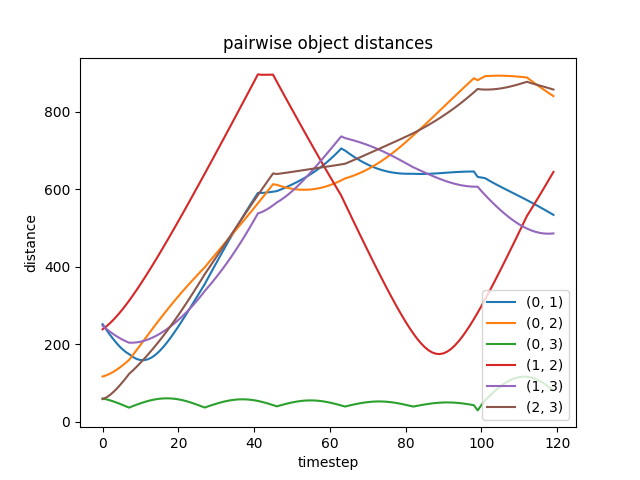 pairwise object distances
distance
800
600
400
200
0
0 20 40 60 80 100 120
timestep
(0, 1)
(0, 2)
(0, 3)
(1, 2)
(1, 3)
(2, 3)